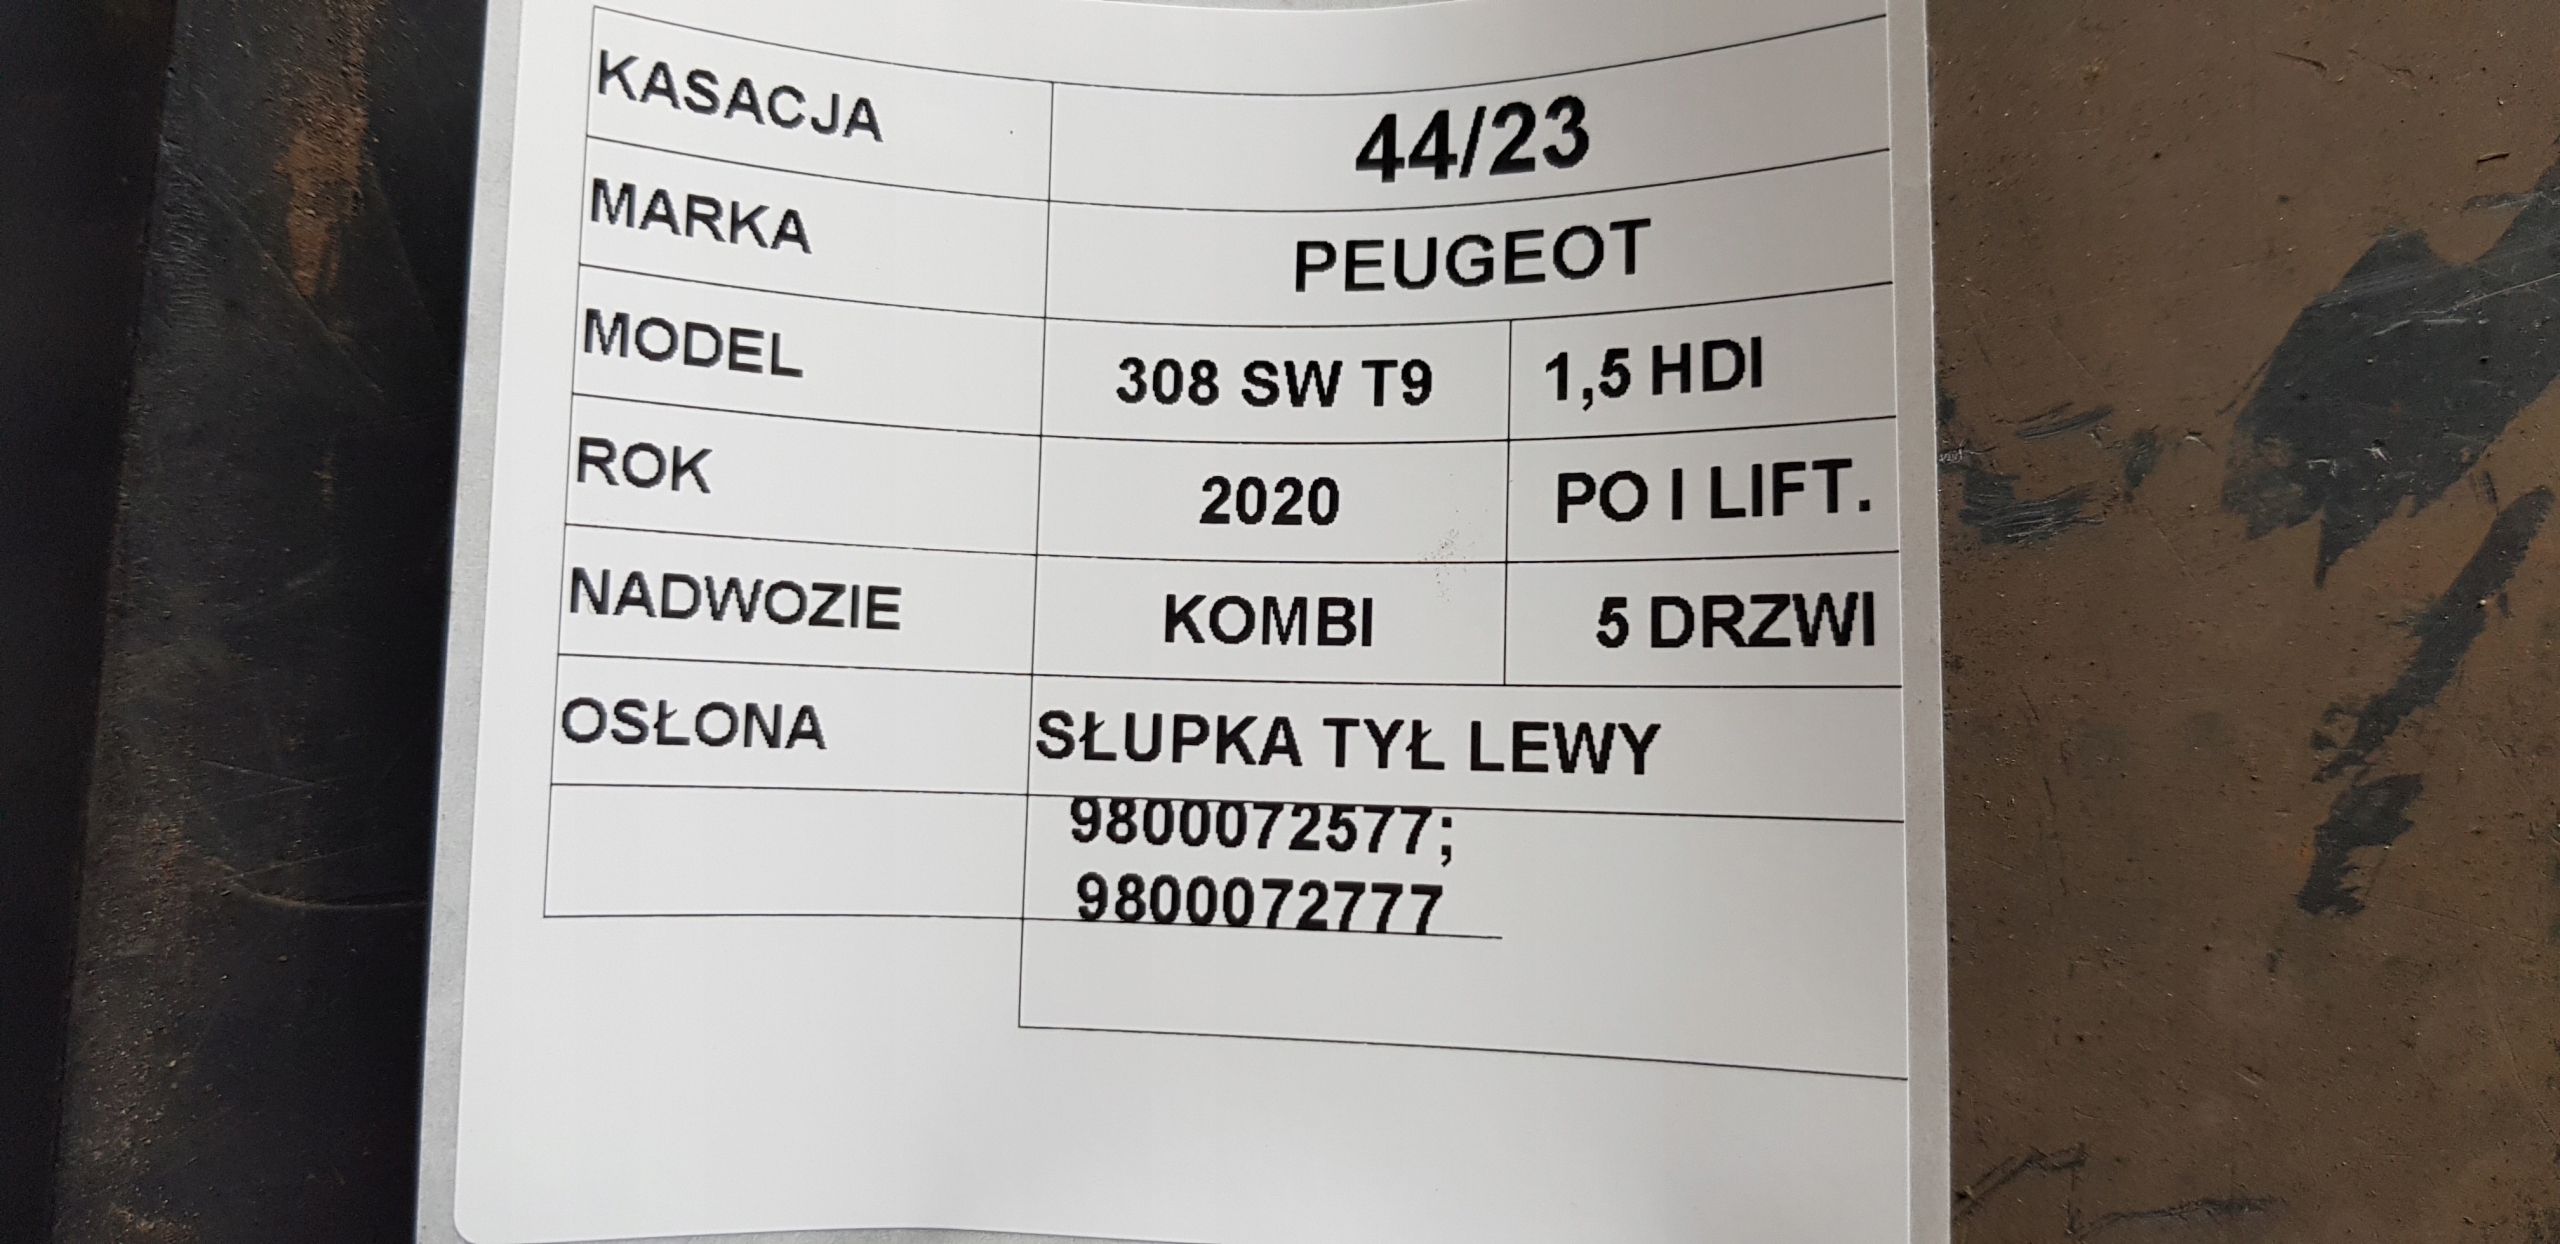 KASACJA 44/23
MARKA PEUGEOT
MODEL 308 SW T9 1,5 HDI
ROK 2020 PO I LIFT.
NADWOZIE KOMBI 5 DRZWI
OSŁONA SŁUPKA TYŁ LEWY
9800072577;
9800072777